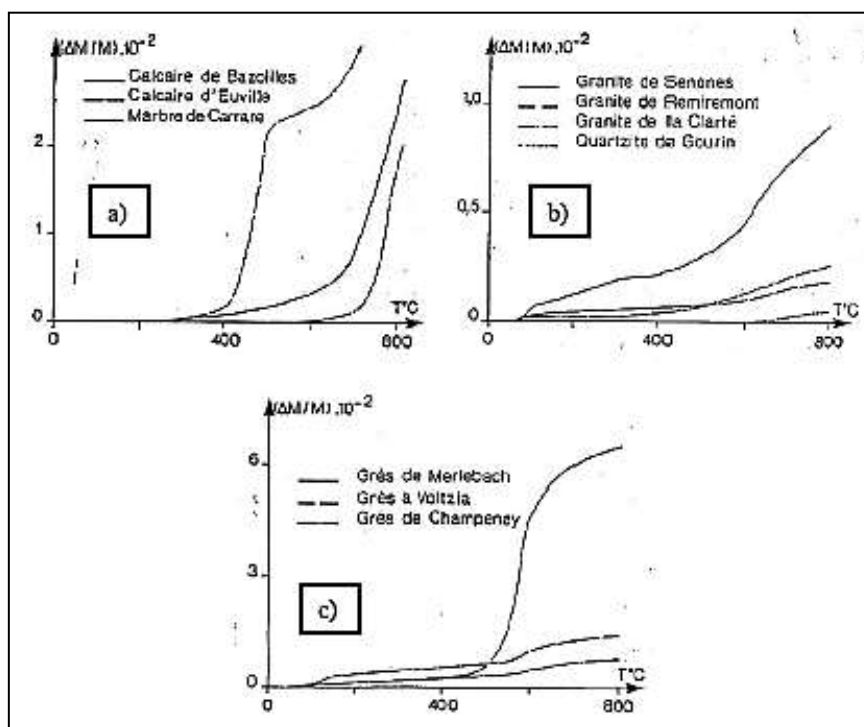 (ΔM/M).10⁻²
Calcaire de Bazoilles
Calcaire d'Euville
Marbre de Carrare
2
a)
1
0
400
T°C
800
(ΔM/M).10⁻²
Granite de Senones
Granite de Remiremont
Granite de la Clarté
Quartzite de Gourin
1,0
0,5
b)
0
0
400
T°C
800
(ΔM/M).10⁻²
6
Grès de Merlebach
Grès à Voltzia
Grès de Champenay
3
c)
0
0
400
T°C
800